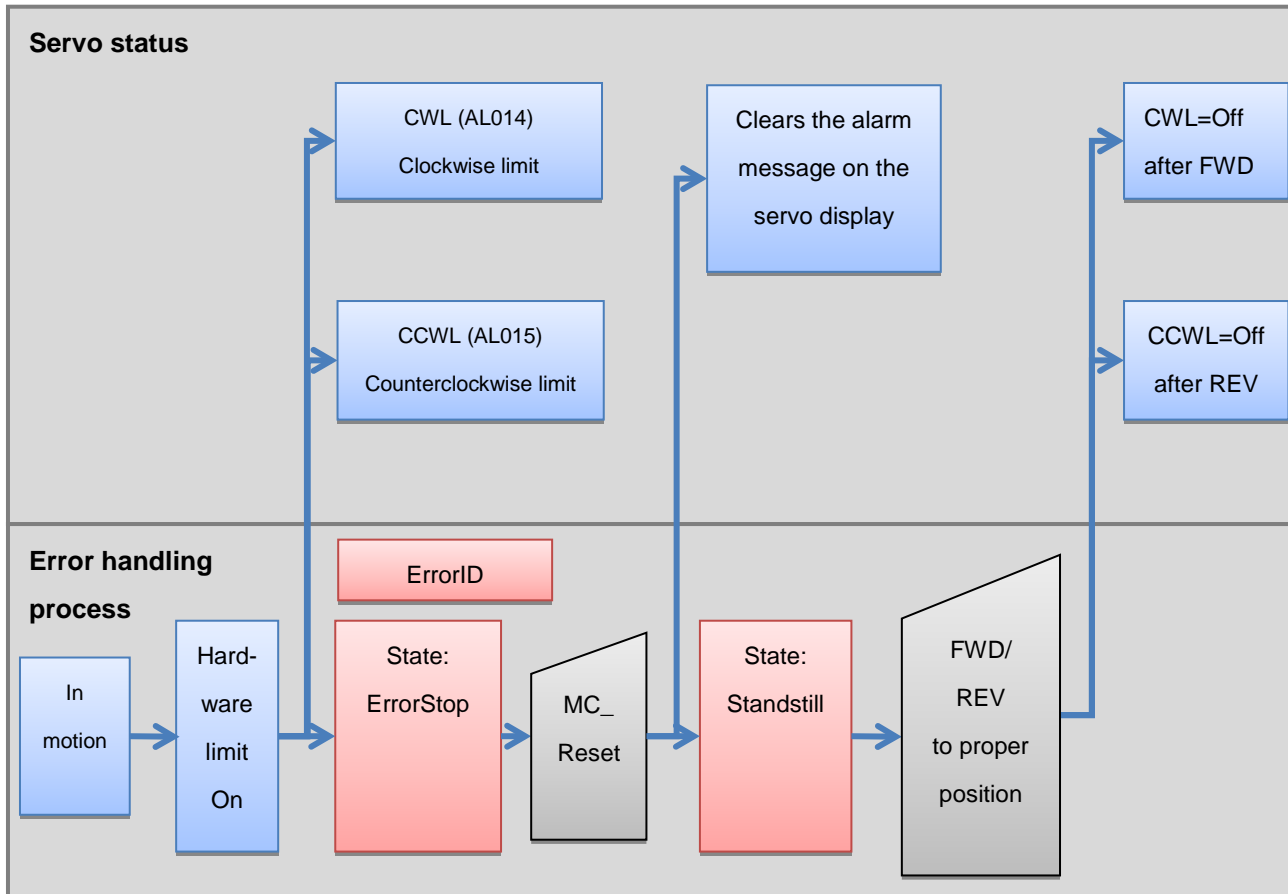 Servo status
CWL (AL014)
Clockwise limit
Clears the alarm
message on the
servo display
CWL=Off
after FWD
CCWL (AL015)
Counterclockwise limit
CCWL=Off
after REV
Error handling
process
ErrorID
In
motion
Hard-
ware
limit
On
State:
ErrorStop
MC_
Reset
State:
Standstill
FWD/
REV
to proper
position